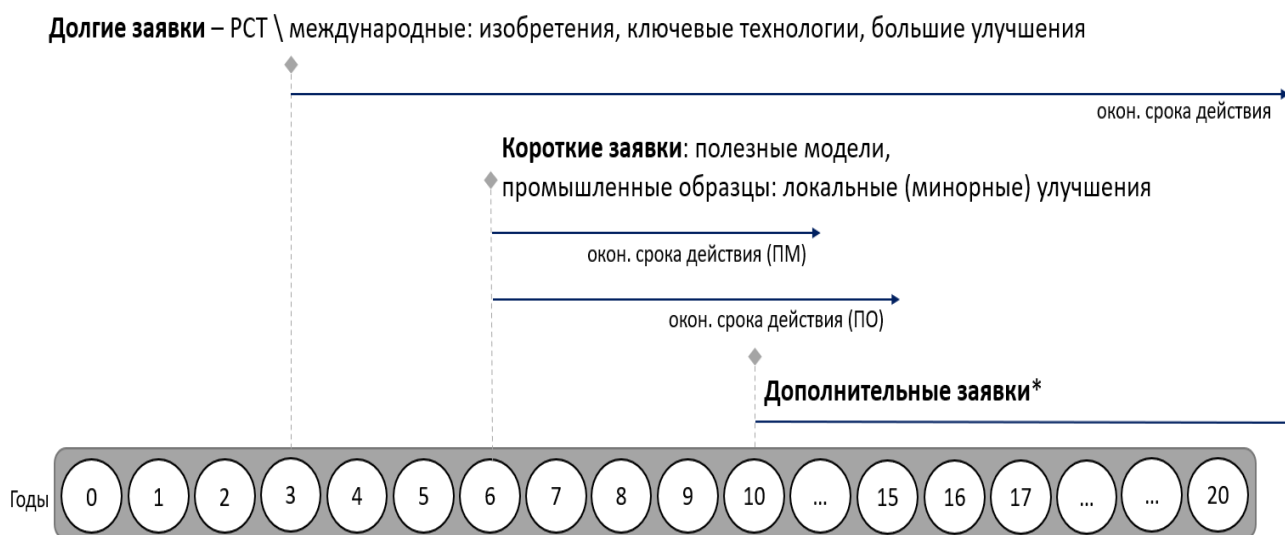 Долгие заявки – PCT \ международные: изобретения, ключевые технологии, большие улучшения
окон. срока действия
Короткие заявки: полезные модели,
промышленные образцы: локальные (минорные) улучшения
окон. срока действия (ПМ)
окон. срока действия (ПО)
Дополнительные заявки*
Годы 0 1 2 3 4 5 6 7 8 9 10 ... 15 16 17 ... ... 20